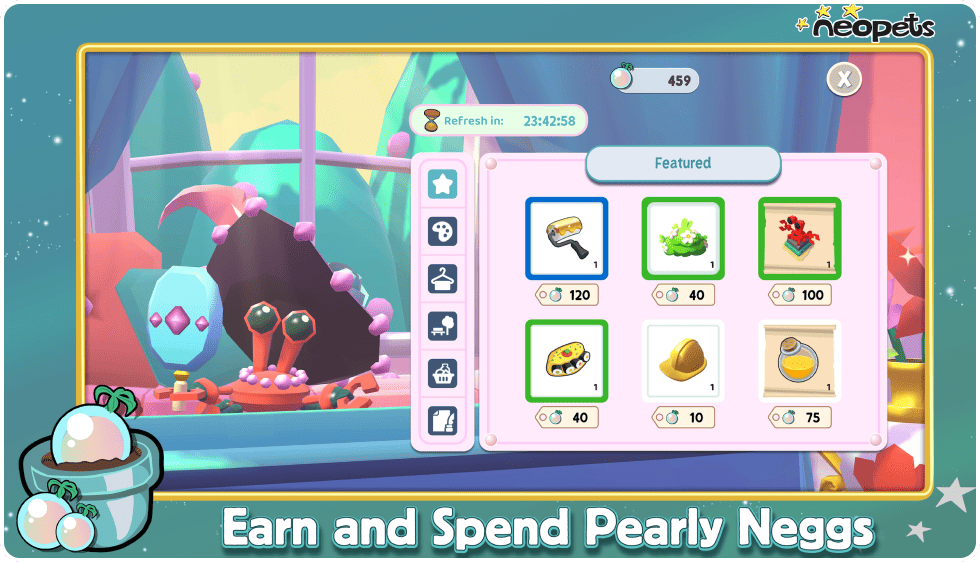 neopets
459
X
Refresh in: 23:42:58
Featured
1 1 1
120 40 100
1 1 1
40 10 75
Earn and Spend Pearly Neggs